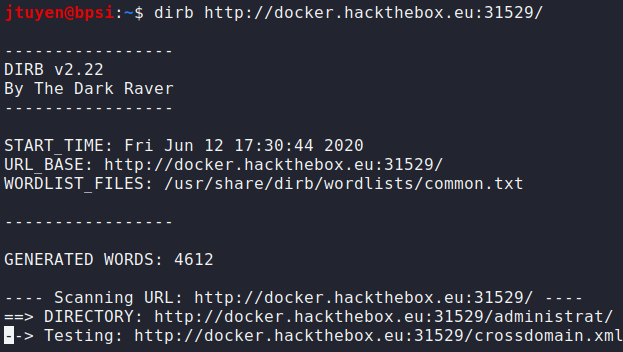 jtuyen@bpsi:~$ dirb http://docker.hackthebox.eu:31529/
-----------------
DIRB v2.22
By The Dark Raver
-----------------
START_TIME: Fri Jun 12 17:30:44 2020
URL_BASE: http://docker.hackthebox.eu:31529/
WORDLIST_FILES: /usr/share/dirb/wordlists/common.txt
-----------------
GENERATED WORDS: 4612
---- Scanning URL: http://docker.hackthebox.eu:31529/ ----
==> DIRECTORY: http://docker.hackthebox.eu:31529/administrat/
--> Testing: http://docker.hackthebox.eu:31529/crossdomain.xml